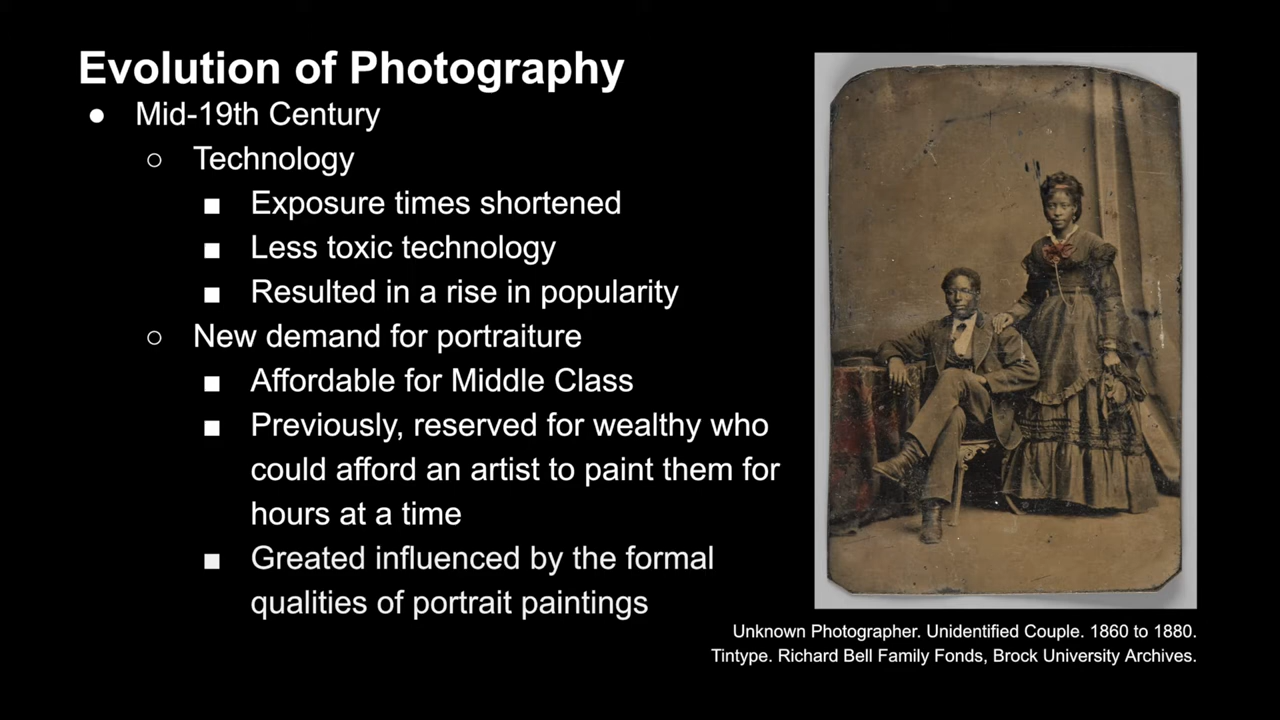 Evolution of Photography
● Mid-19th Century
○ Technology
■ Exposure times shortened
■ Less toxic technology
■ Resulted in a rise in popularity
○ New demand for portraiture
■ Affordable for Middle Class
■ Previously, reserved for wealthy who
could afford an artist to paint them for
hours at a time
■ Greated influenced by the formal
qualities of portrait paintings
Unknown Photographer. Unidentified Couple. 1860 to 1880.
Tintype. Richard Bell Family Fonds, Brock University Archives.